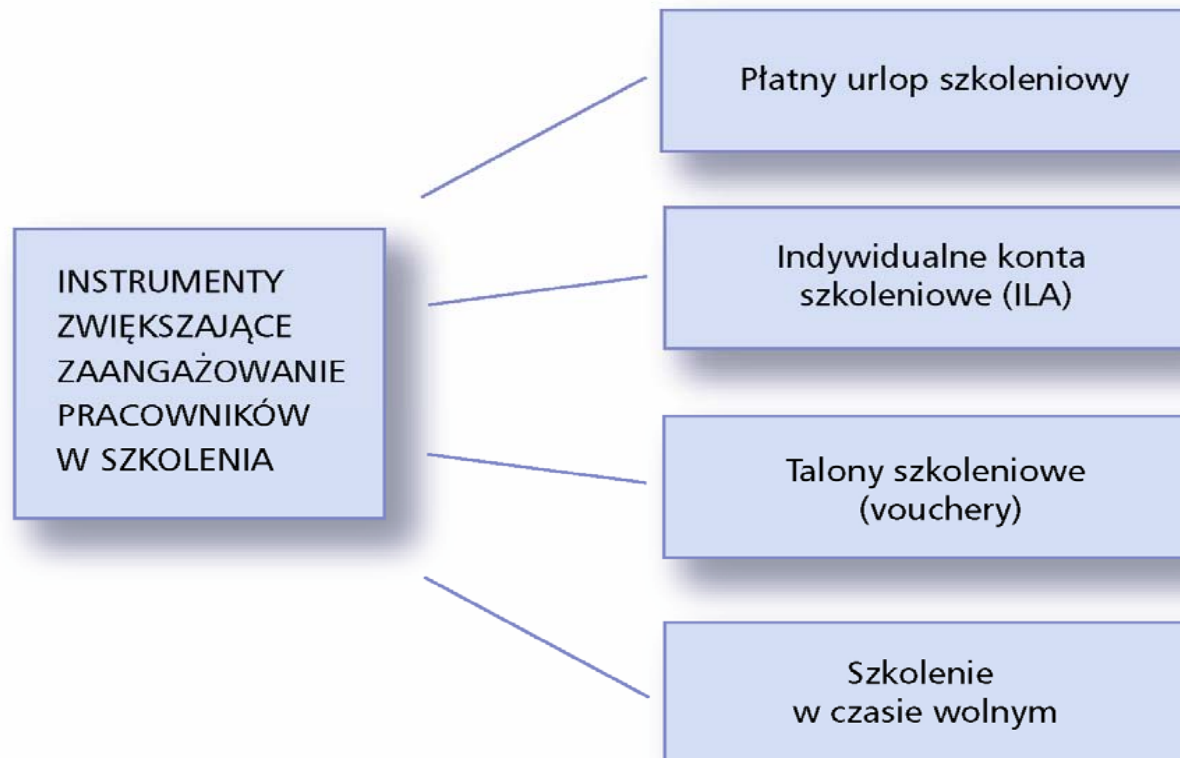 INSTRUMENTY
ZWIĘKSZAJĄCE
ZAANGAŻOWANIE
PRACOWNIKÓW
W SZKOLENIA
Płatny urlop szkoleniowy
Indywidualne konta
szkoleniowe (ILA)
Talony szkoleniowe
(vouchery)
Szkolenie
w czasie wolnym